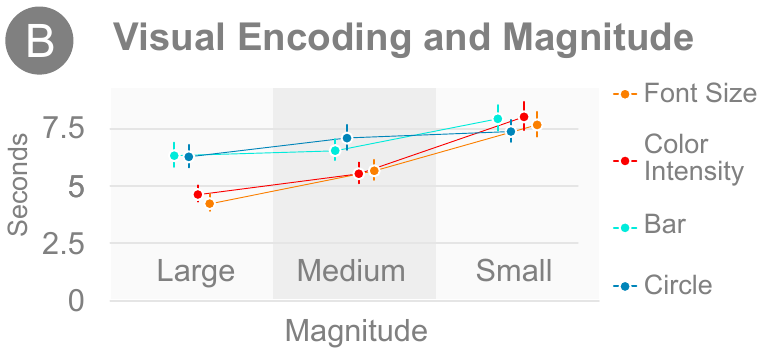 B
Visual Encoding and Magnitude
Seconds
7.5
5
2.5
0
Large Medium Small
Magnitude
Font Size
Color
Intensity
Bar
Circle